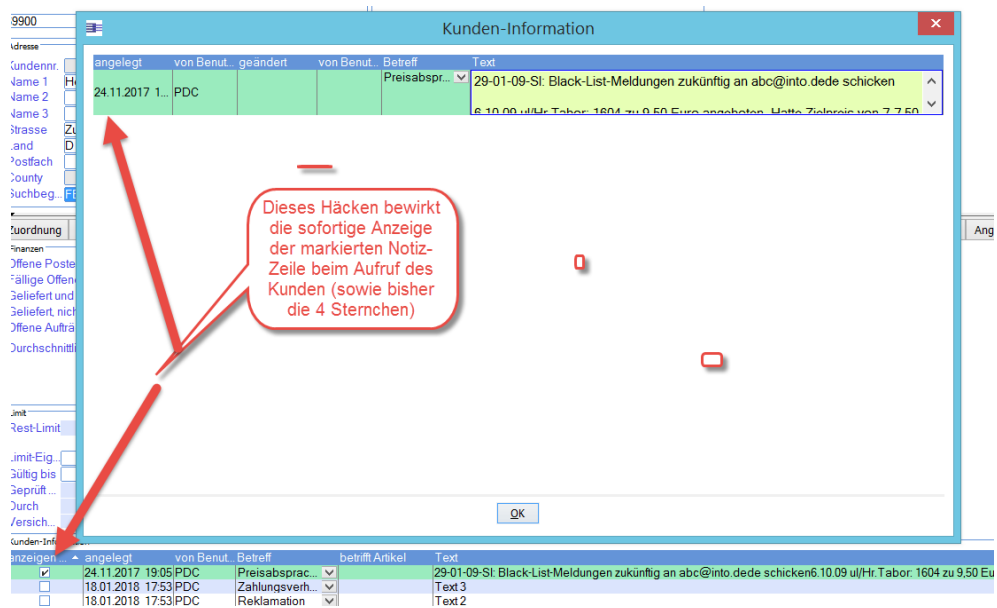 39900
Kunden-Information
Adresse
angelegt von Benut... geändert von Benut... Betreff Text
Kundennr.
24.11.2017 1... PDC Preisabspr... 29-01-09-SI: Black-List-Meldungen zukünftig an abc@into.dede schicken
6.10.09 ul/Hr.Tabor: 1604 zu 9,50 Euro angeboten. Hatte Zielpreis von 7-7,50
Name 1
Name 2
Name 3
Strasse Zu
Land D
Postfach
County
Suchbeg...
Dieses Häcken bewirkt
die sofortige Anzeige
der markierten Notiz-
Zeile beim Aufruf des
Kunden (sowie bisher
die 4 Sternchen)
Zuordnung Ang
Finanzen
Offene Poste
Fällige Offen
Geliefert und
Geliefert, nich
Offene Aufträ
Durchschnittli
Limit
Rest-Limit
Limit-Eig...
Gültig bis
Geprüft ...
Durch
Versich...
OK
Kunden-Inf
anzeigen ... angelegt von Benut... Betreff betrifft Artikel Text
24.11.2017 19:05 PDC Preisabsprac... 29-01-09-SI: Black-List-Meldungen zukünftig an abc@into.dede schicken6.10.09 ul/Hr.Tabor: 1604 zu 9,50 Eu
18.01.2018 17:53 PDC Zahlungsverh... Text 3
18.01.2018 17:53 PDC Reklamation Text 2